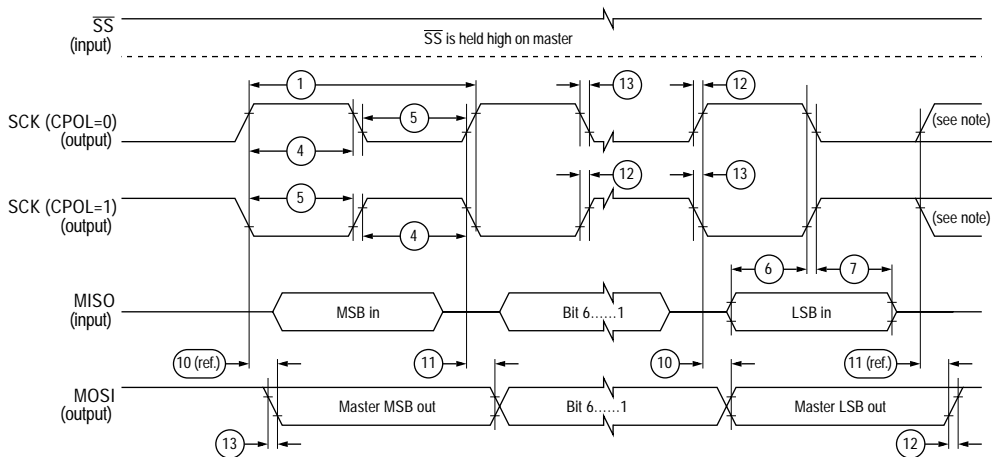 SS
(input)
SS is held high on master
1
13
12
SCK (CPOL=0)
(output)
5
(see note)
4
5
12
13
SCK (CPOL=1)
(output)
4
(see note)
6
7
MISO
(input)
MSB in
Bit 6......1
LSB in
10 (ref.)
11
10
11 (ref.)
MOSI
(output)
Master MSB out
Bit 6......1
Master LSB out
13
12